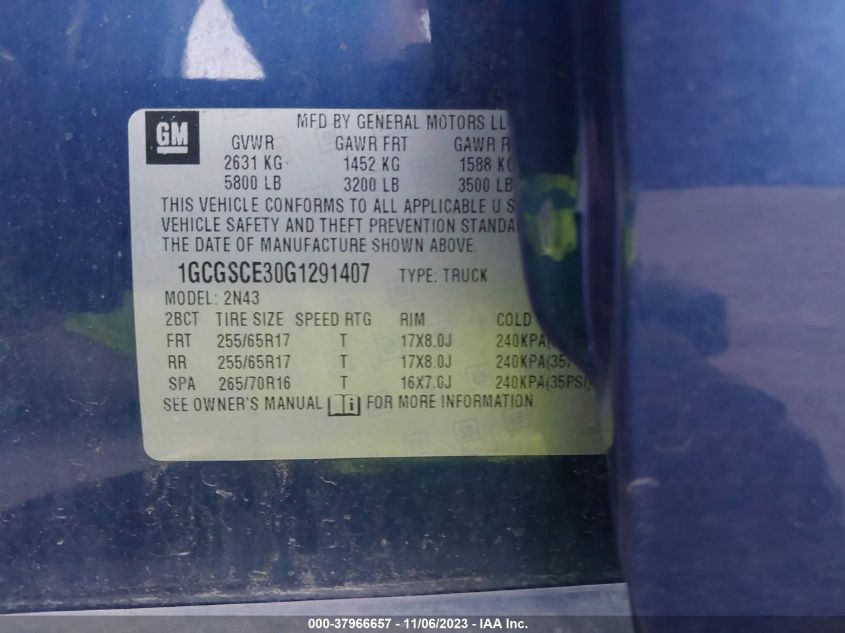 GM
MFD BY GENERAL MOTORS LL
GVWR GAWR FRT GAWR R
2631 KG 1452 KG 1588 KG
5800 LB 3200 LB 3500 LB
THIS VEHICLE CONFORMS TO ALL APPLICABLE U S
VEHICLE SAFETY AND THEFT PREVENTION STANDA
THE DATE OF MANUFACTURE SHOWN ABOVE.
1GCGSCE30G1291407 TYPE: TRUCK
MODEL: 2N43
2BCT TIRE SIZE SPEED RTG RIM COLD
FRT 255/65R17 T 17X8.0J 240KPA(
RR 255/65R17 T 17X8.0J 240KPA(35P
SPA 265/70R16 T 16X7.0J 240KPA(35PSI)
SEE OWNER'S MANUAL FOR MORE INFORMATION
000-37966657 - 11/06/2023 - IAA Inc.